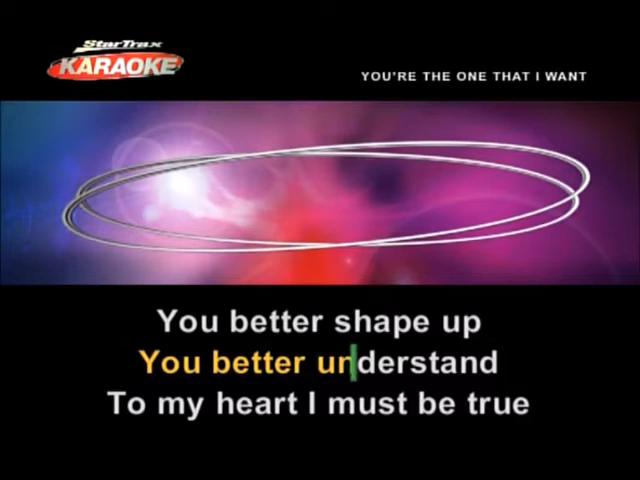 StarTrax
KARAOKE
YOU'RE THE ONE THAT I WANT
You better shape up
You better understand
To my heart I must be true